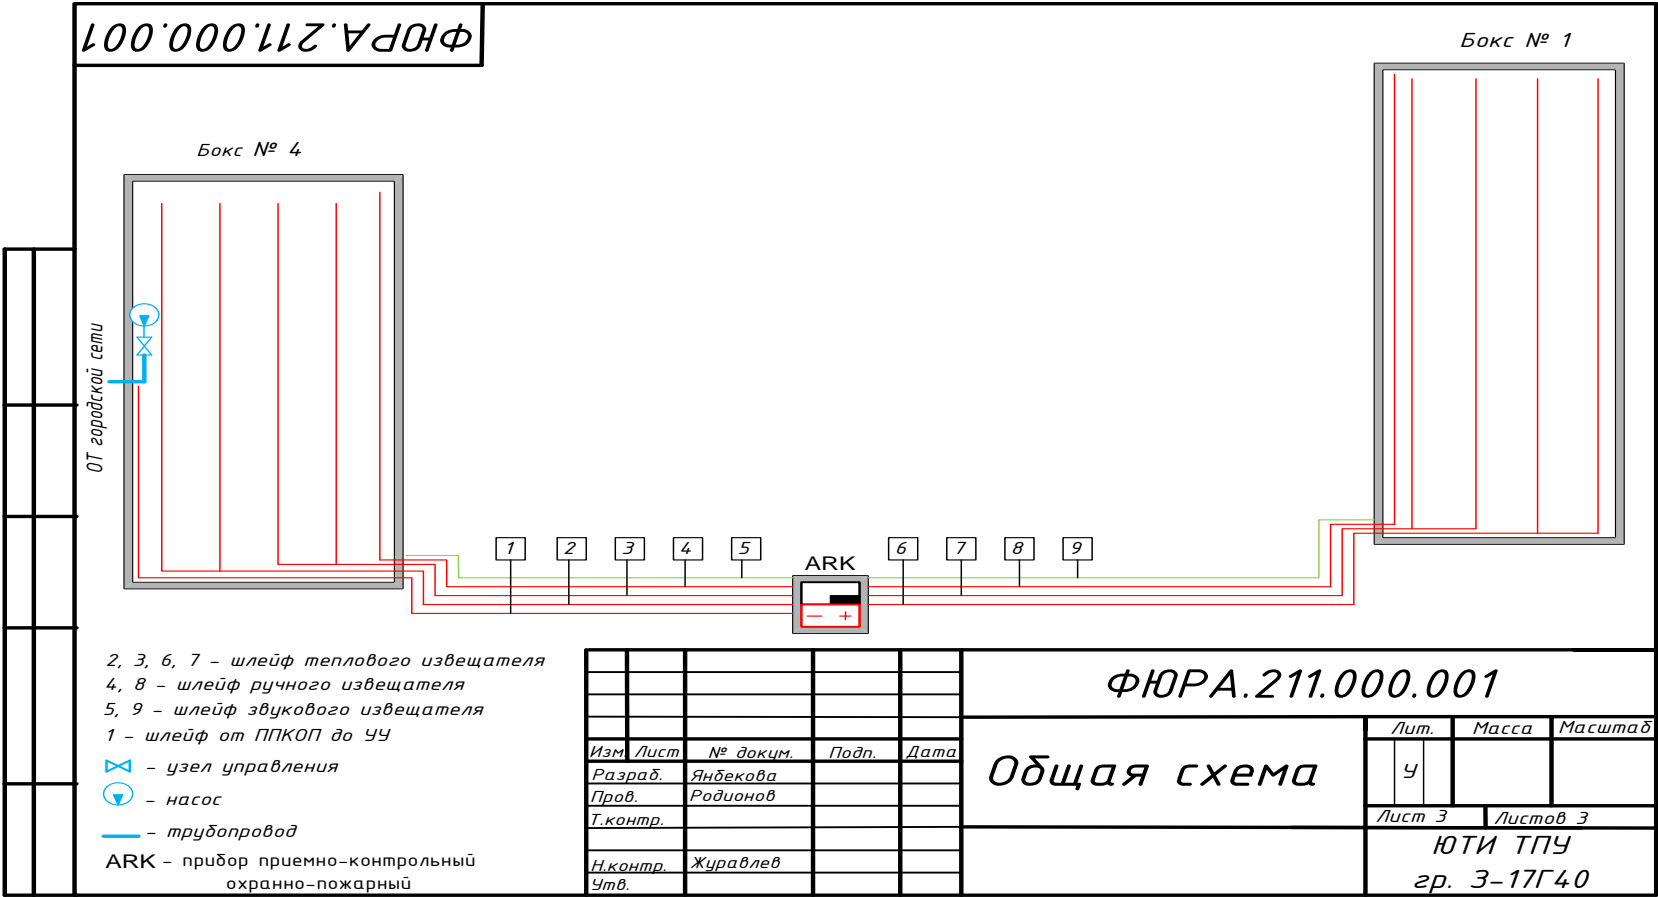 ФЮРА.211.000.001
Бокс № 1
Бокс № 4
ОТ городской сети
1 2 3 4 5 6 7 8 9
ARK
— +
2, 3, 6, 7 – шлейф теплового извещателя
4, 8 – шлейф ручного извещателя
5, 9 – шлейф звукового извещателя
1 – шлейф от ППКОП до УУ
– узел управления
– насос
– трубопровод
ARK – прибор приемно-контрольный
охранно-пожарный
ФЮРА.211.000.001
Изм Лист № докум. Подп. Дата
Разраб. Янбекова
Пров. Родионов
Т.контр.
Н.контр. Журавлев
Утв.
Общая схема
Лит. Масса Масштаб
У
Лист 3 Листов 3
ЮТИ ТПУ
гр. З-17Г40